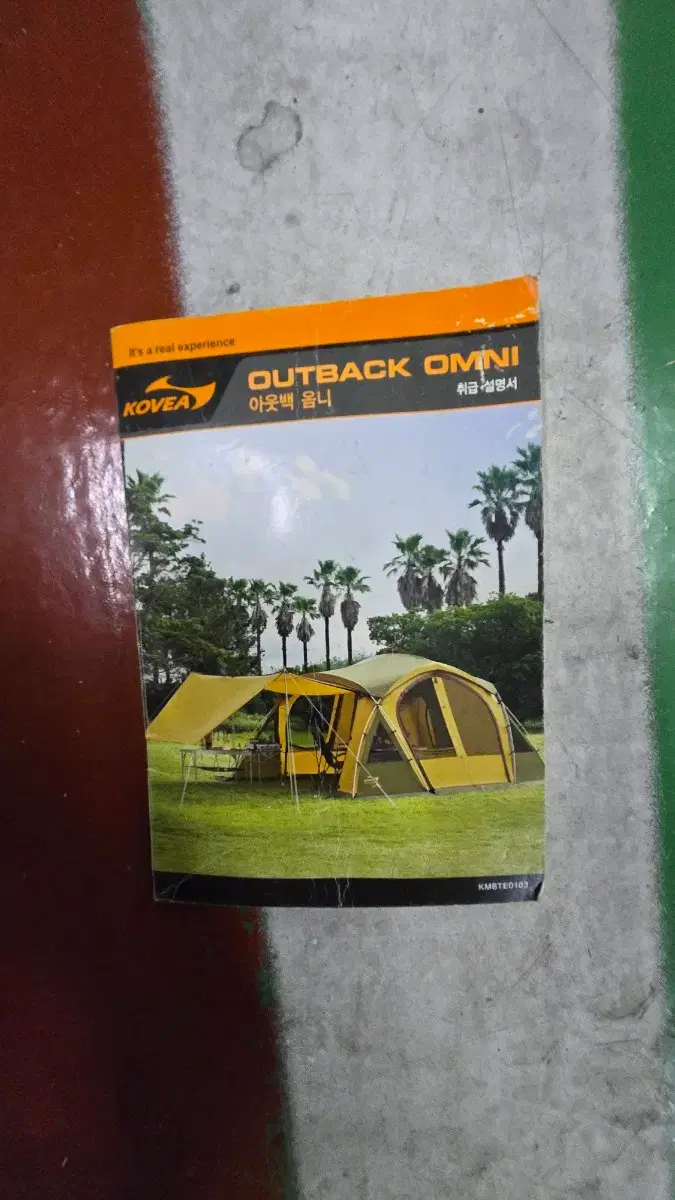 It's a real experience
KOVEA
OUTBACK OMNI
아웃백 옴니
취급 설명서
KMBTE0103